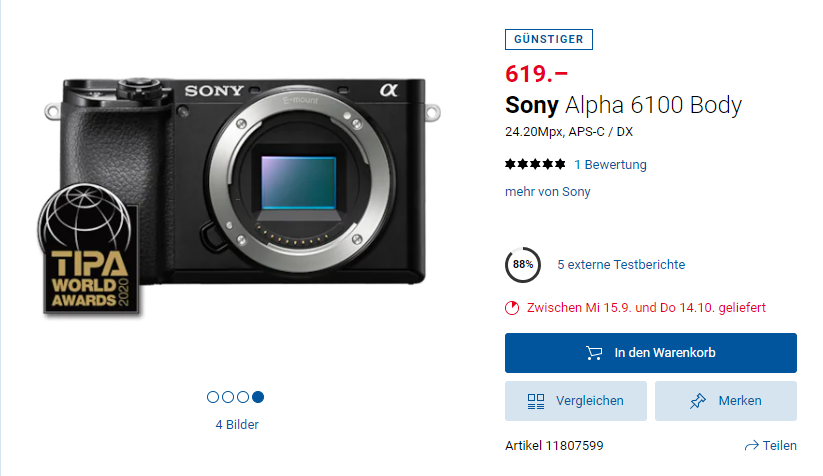 GÜNSTIGER
619.–
Sony Alpha 6100 Body
24.20Mpx, APS-C / DX
1 Bewertung
mehr von Sony
88%
5 externe Testberichte
Zwischen Mi 15.9. und Do 14.10. geliefert
In den Warenkorb
Vergleichen
Merken
Artikel 11807599
Teilen
SONY
α
E-mount
TIPA
WORLD
AWARDS 2020
4 Bilder